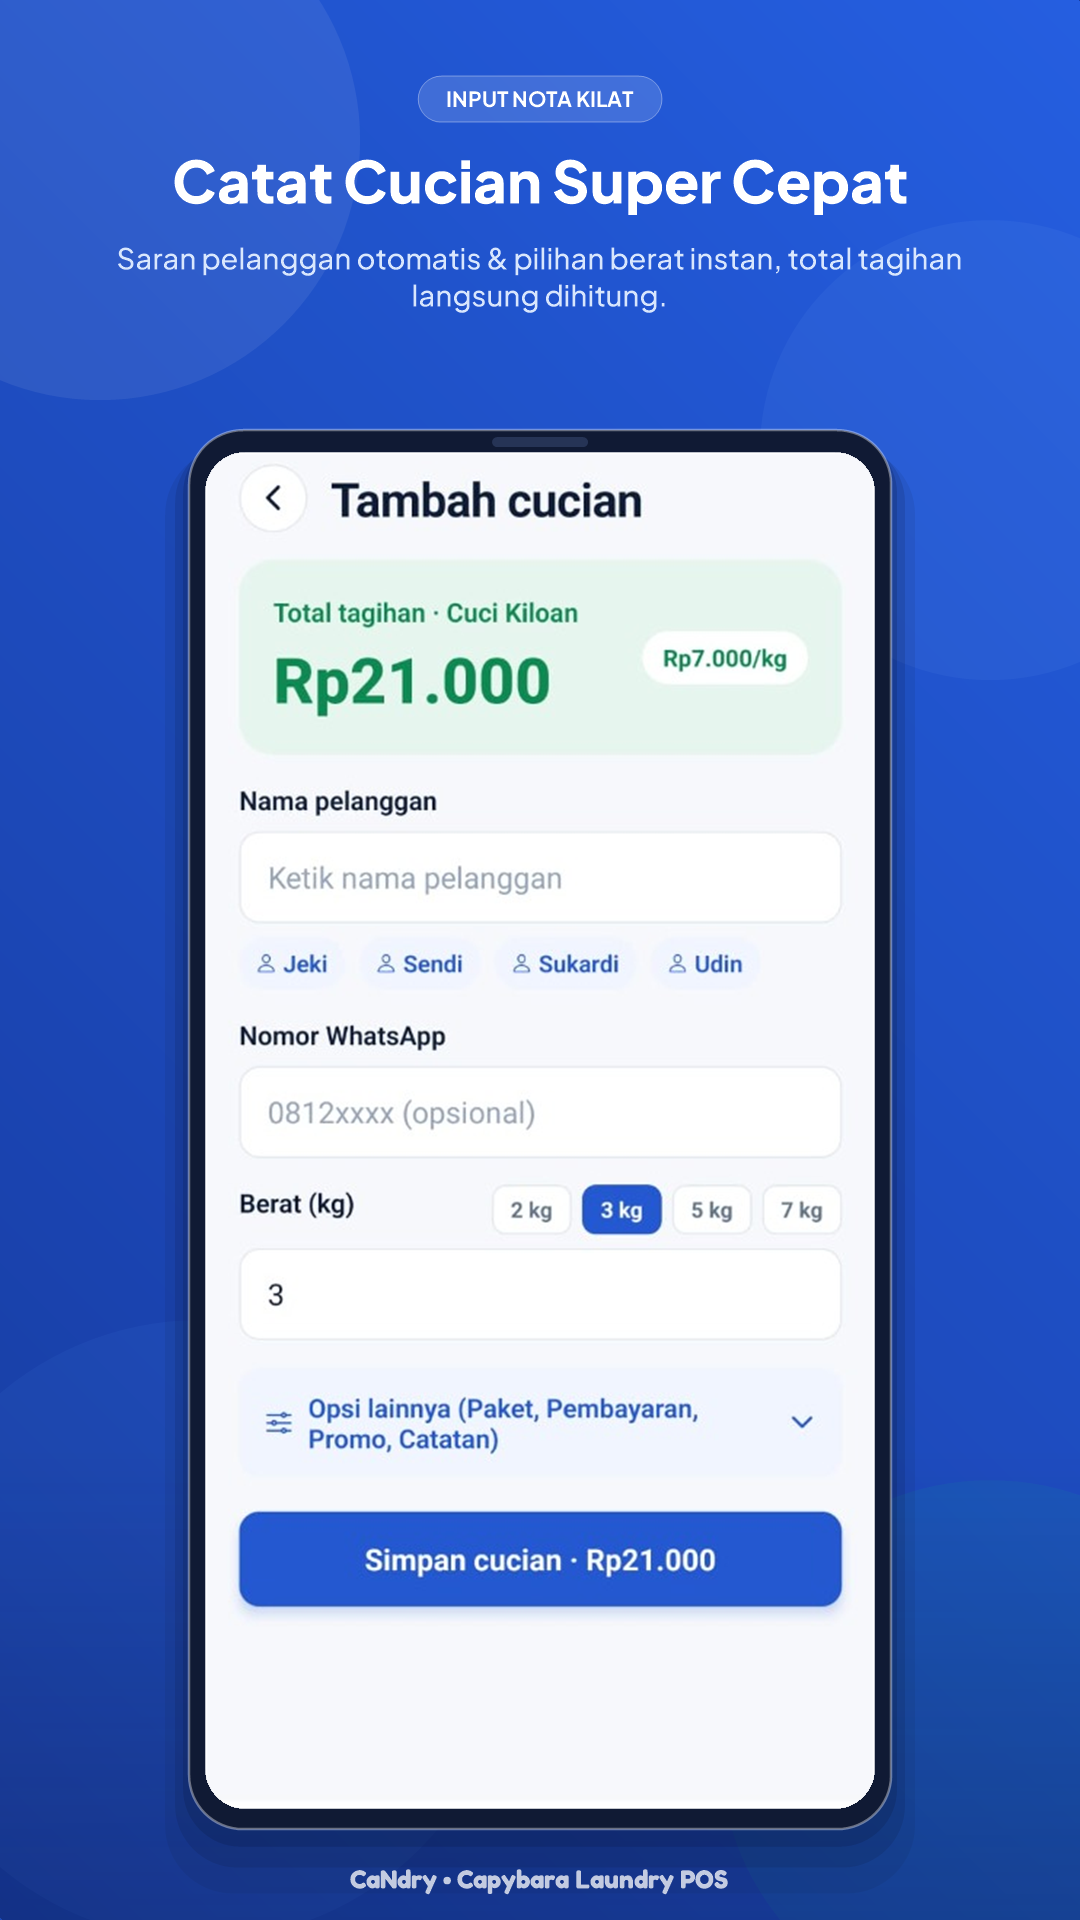 INPUT NOTA KILAT
Catat Cucian Super Cepat
Saran pelanggan otomatis & pilihan berat instan, total tagihan
langsung dihitung.
Tambah cucian
Total tagihan · Cuci Kiloan
Rp21.000
Rp7.000/kg
Nama pelanggan
Ketik nama pelanggan
Jeki Sendi Sukardi Udin
Nomor WhatsApp
0812xxxx (opsional)
Berat (kg) 2 kg 3 kg 5 kg 7 kg
3
Opsi lainnya (Paket, Pembayaran,
Promo, Catatan)
Simpan cucian · Rp21.000
CaNdry • Capybara Laundry POS